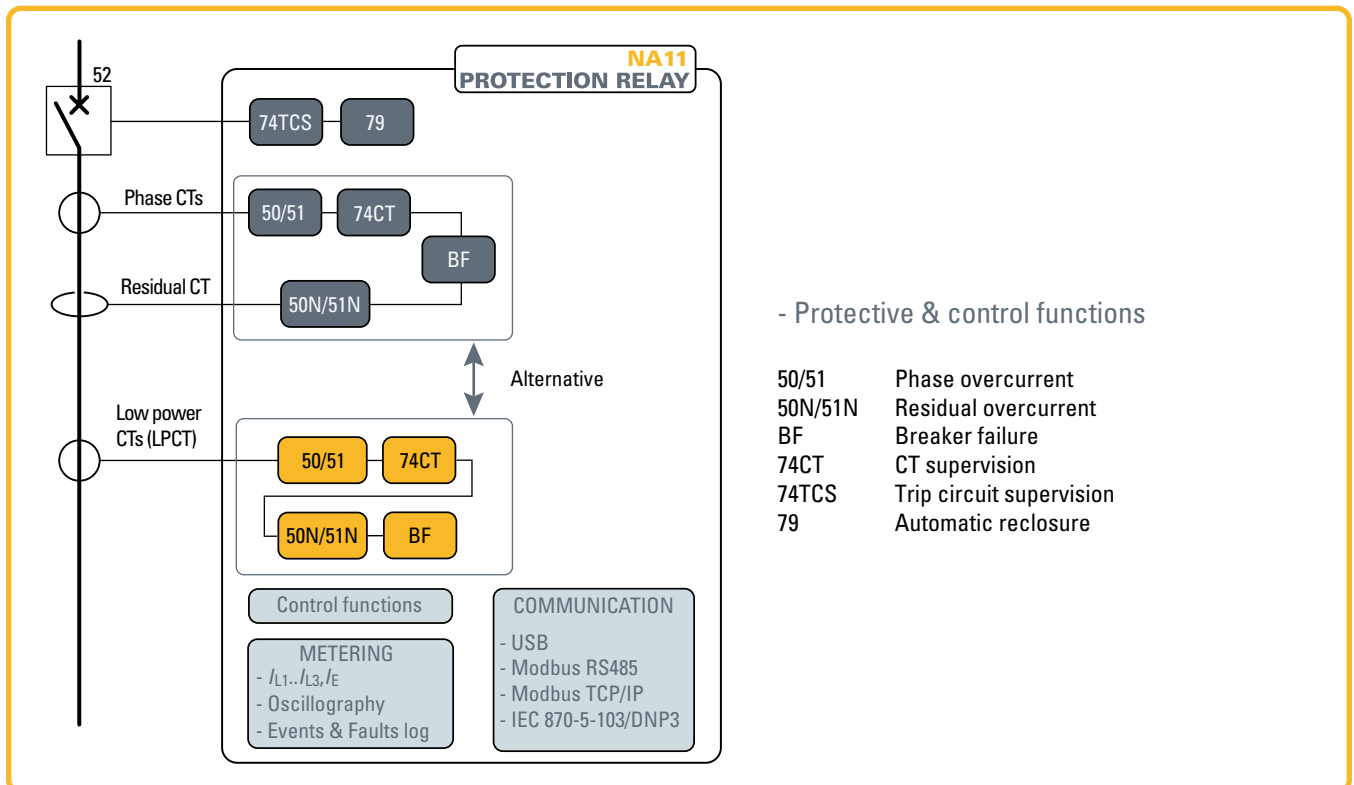 NA11
PROTECTION RELAY
52
74TCS
79
Phase CTs
50/51
74CT
BF
Residual CT
50N/51N
Alternative
Low power
CTs (LPCT)
50/51
74CT
50N/51N
BF
Control functions
METERING
- IL1..IL3,IE
- Oscillography
- Events & Faults log
COMMUNICATION
- USB
- Modbus RS485
- Modbus TCP/IP
- IEC 870-5-103/DNP3
- Protective & control functions
50/51 Phase overcurrent
50N/51N Residual overcurrent
BF Breaker failure
74CT CT supervision
74TCS Trip circuit supervision
79 Automatic reclosure